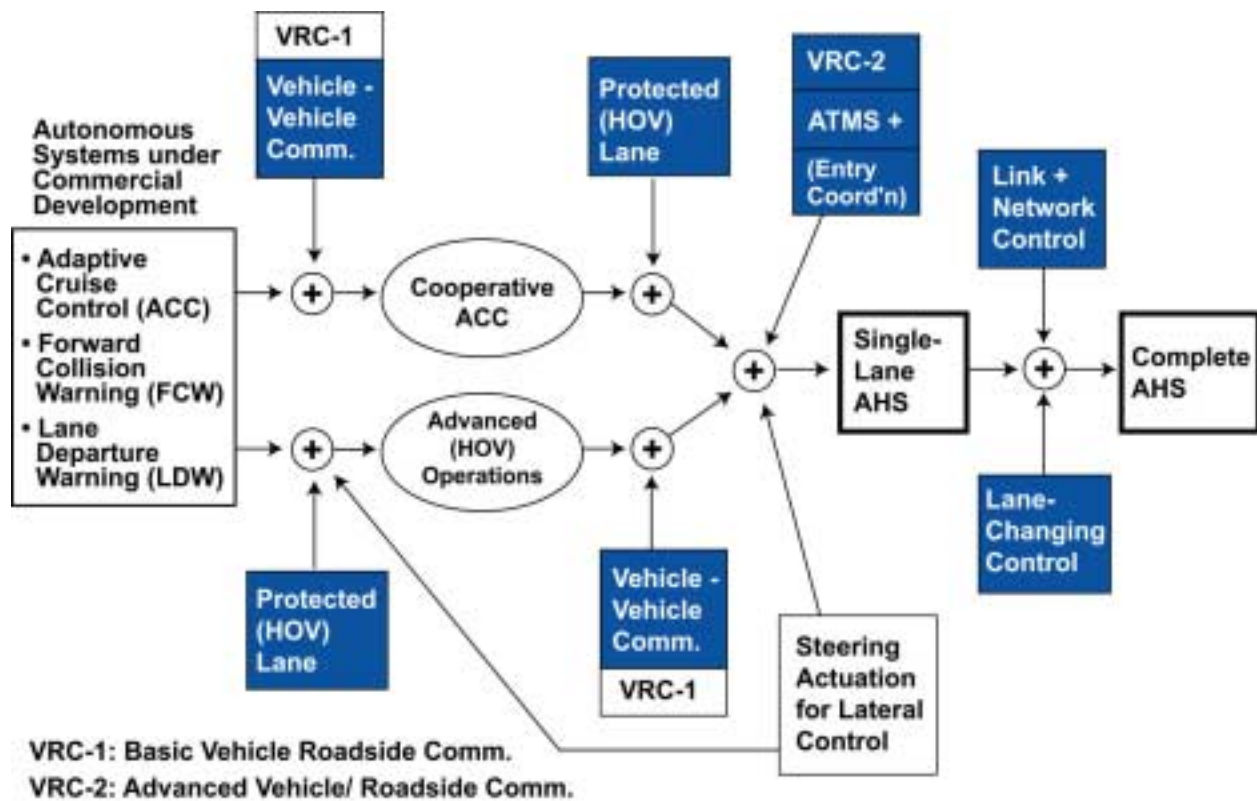 VRC-1
Vehicle -
Vehicle
Comm.
Protected
(HOV)
Lane
VRC-2
ATMS +
(Entry
Coord'n)
Link +
Network
Control
Autonomous
Systems under
Commercial
Development
• Adaptive
Cruise
Control (ACC)
• Forward
Collision
Warning (FCW)
• Lane
Departure
Warning (LDW)
+
Cooperative
ACC
+
+
Single-
Lane
AHS
+
Complete
AHS
+
Advanced
(HOV)
Operations
+
Protected
(HOV)
Lane
Vehicle -
Vehicle
Comm.
VRC-1
Steering
Actuation
for Lateral
Control
Lane-
Changing
Control
VRC-1: Basic Vehicle Roadside Comm.
VRC-2: Advanced Vehicle/ Roadside Comm.